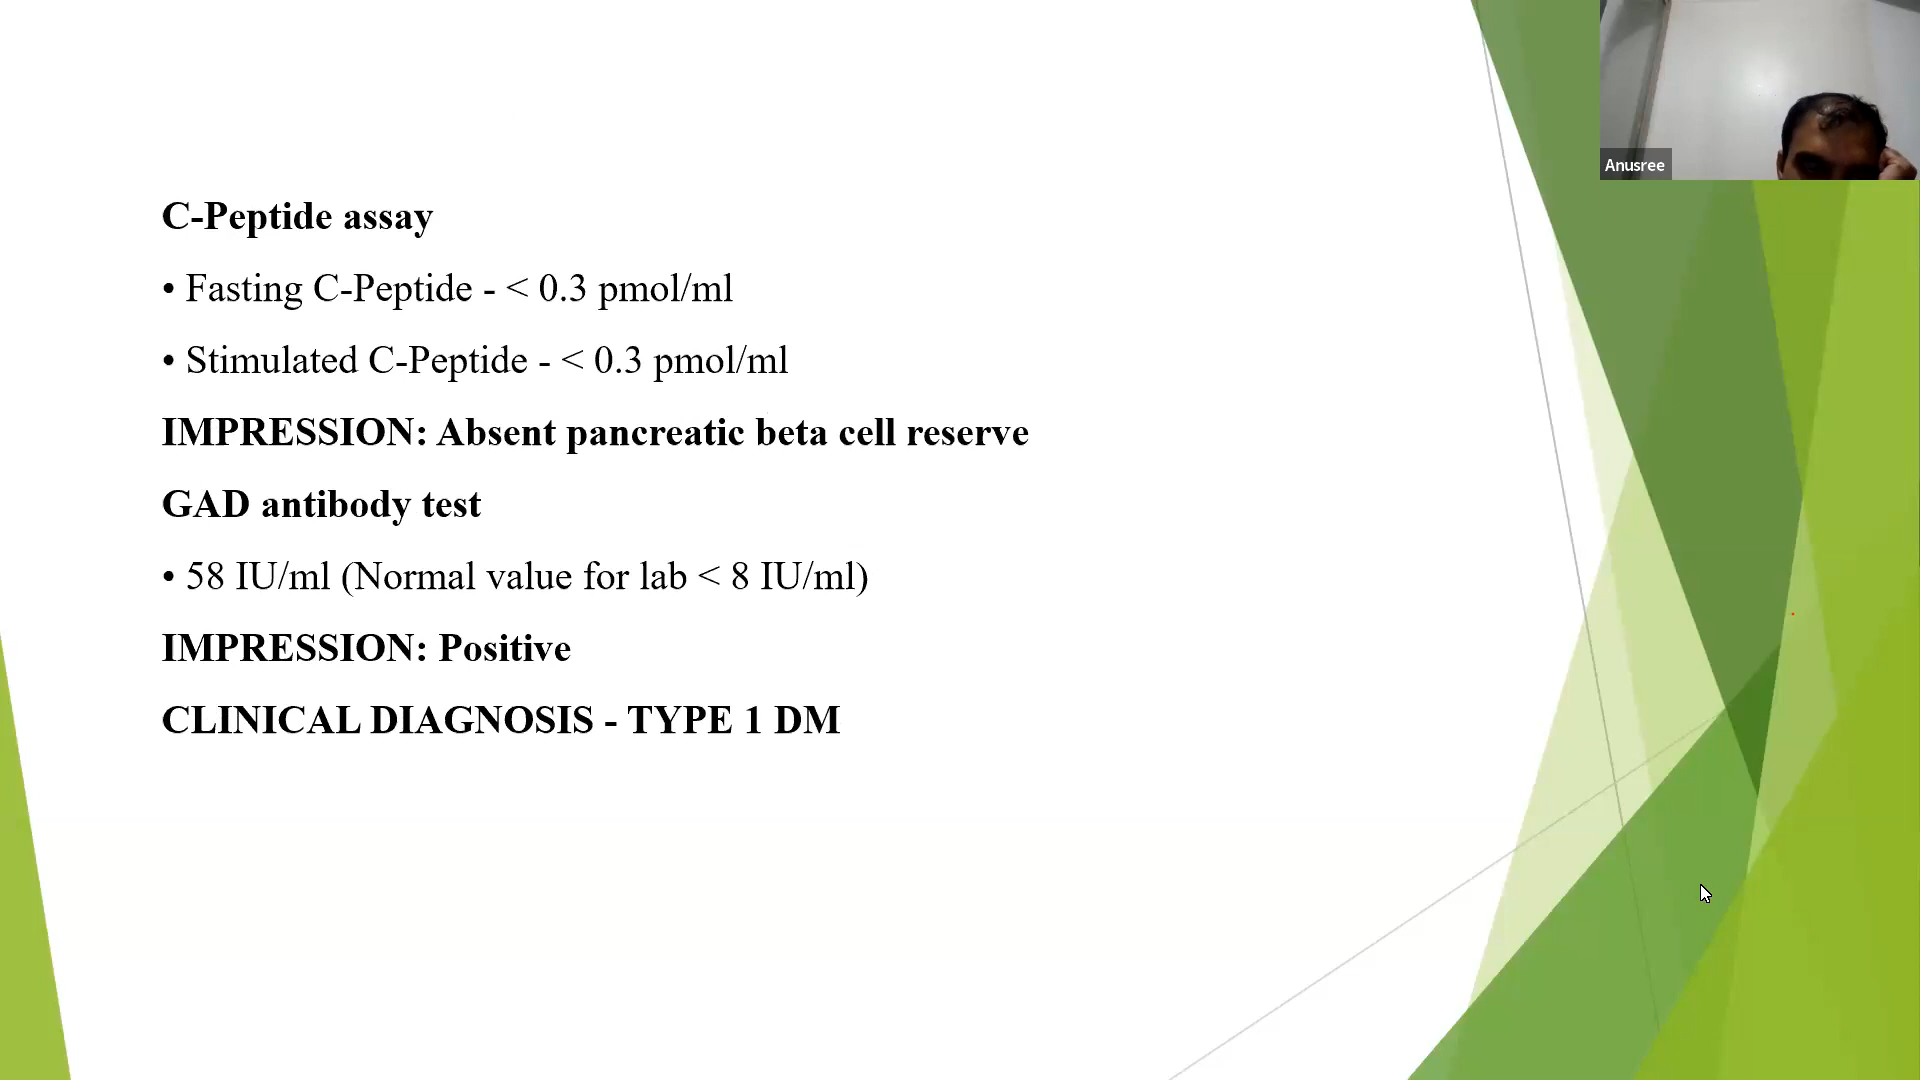 Anusree
C-Peptide assay
• Fasting C-Peptide - < 0.3 pmol/ml
• Stimulated C-Peptide - < 0.3 pmol/ml
IMPRESSION: Absent pancreatic beta cell reserve
GAD antibody test
• 58 IU/ml (Normal value for lab < 8 IU/ml)
IMPRESSION: Positive
CLINICAL DIAGNOSIS - TYPE 1 DM